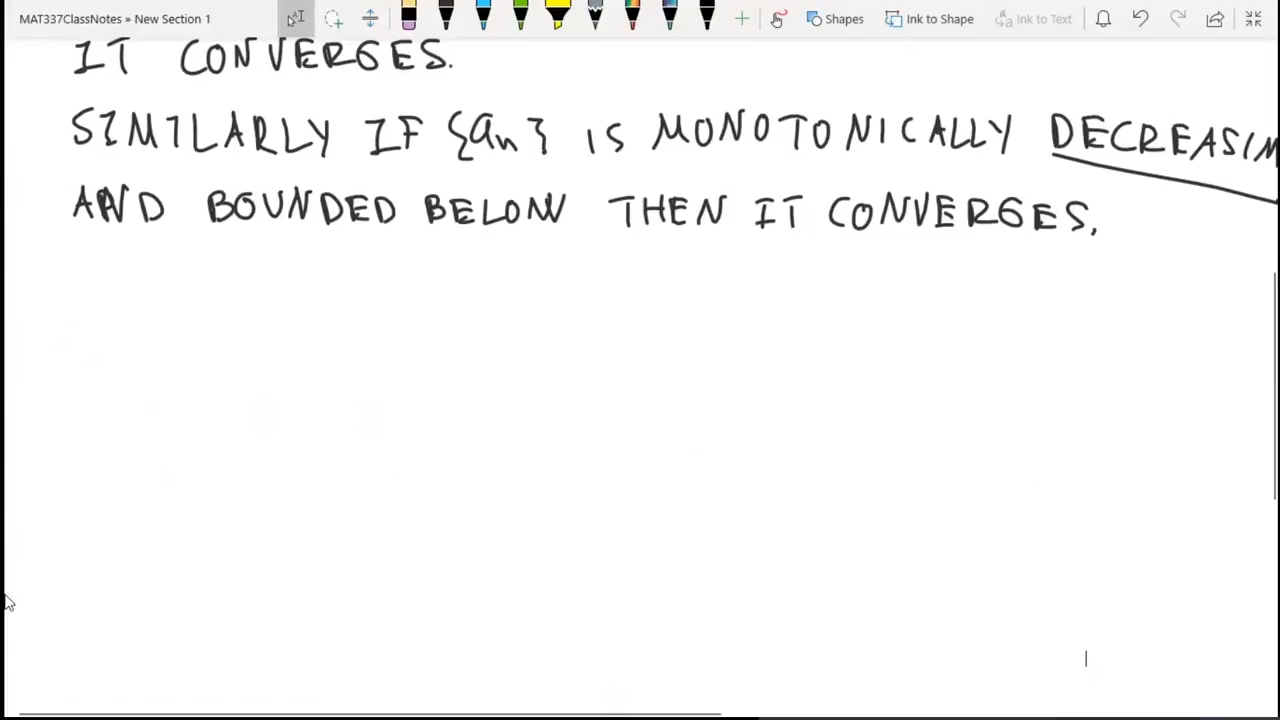 MAT337ClassNotes » New Section 1
Shapes
Ink to Shape
Ink to Text
IT CONVERGES.
SIMILARLY IF {an} IS MONOTONICALLY DECREASIN
AND BOUNDED BELOW THEN IT CONVERGES.